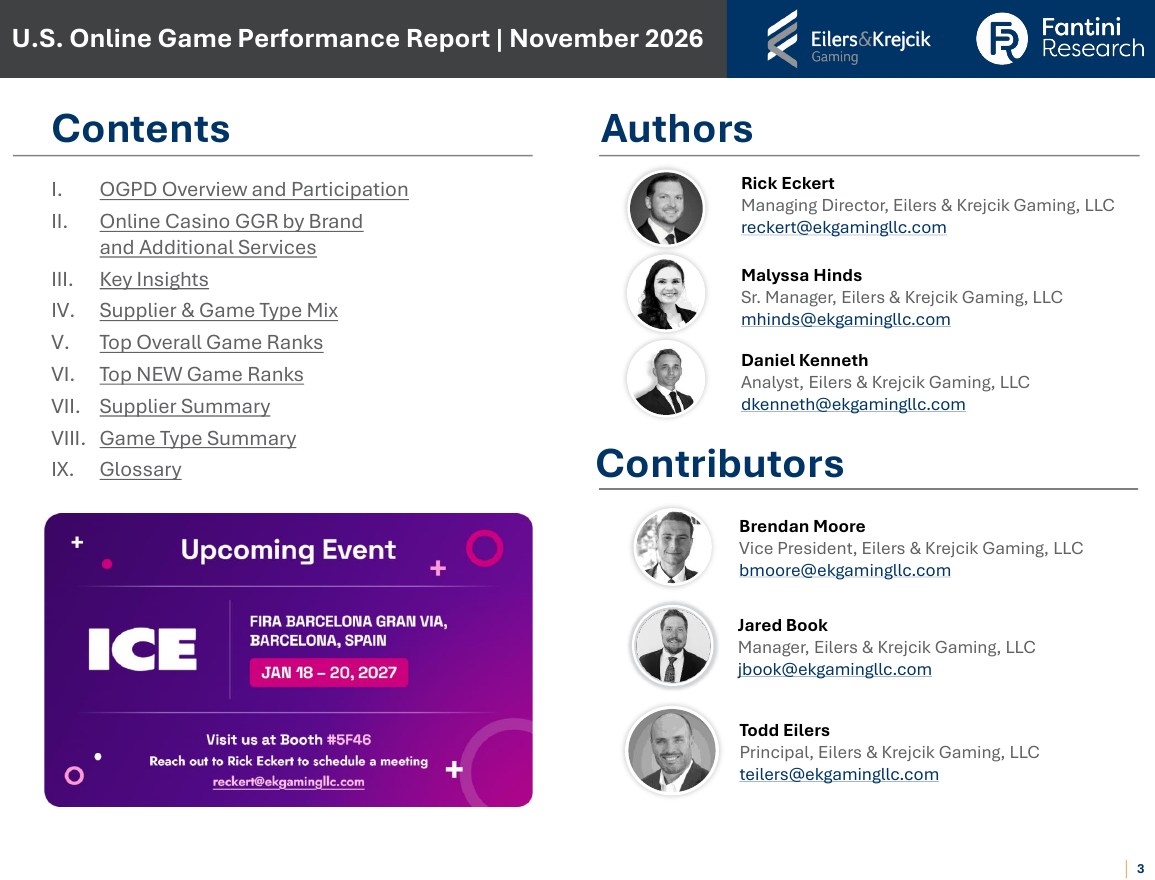 U.S. Online Game Performance Report | November 2026
Eilers&Krejcik
Gaming
Fantini
Research
Contents
I. OGPD Overview and Participation
II. Online Casino GGR by Brand
and Additional Services
III. Key Insights
IV. Supplier & Game Type Mix
V. Top Overall Game Ranks
VI. Top NEW Game Ranks
VII. Supplier Summary
VIII. Game Type Summary
IX. Glossary
Upcoming Event
ICE
FIRA BARCELONA GRAN VIA,
BARCELONA, SPAIN
JAN 18 – 20, 2027
Visit us at Booth #5F46
Reach out to Rick Eckert to schedule a meeting
reckert@ekgamingllc.com
Authors
Rick Eckert
Managing Director, Eilers & Krejcik Gaming, LLC
reckert@ekgamingllc.com
Malyssa Hinds
Sr. Manager, Eilers & Krejcik Gaming, LLC
mhinds@ekgamingllc.com
Daniel Kenneth
Analyst, Eilers & Krejcik Gaming, LLC
dkenneth@ekgamingllc.com
Contributors
Brendan Moore
Vice President, Eilers & Krejcik Gaming, LLC
bmoore@ekgamingllc.com
Jared Book
Manager, Eilers & Krejcik Gaming, LLC
jbook@ekgamingllc.com
Todd Eilers
Principal, Eilers & Krejcik Gaming, LLC
teilers@ekgamingllc.com
3